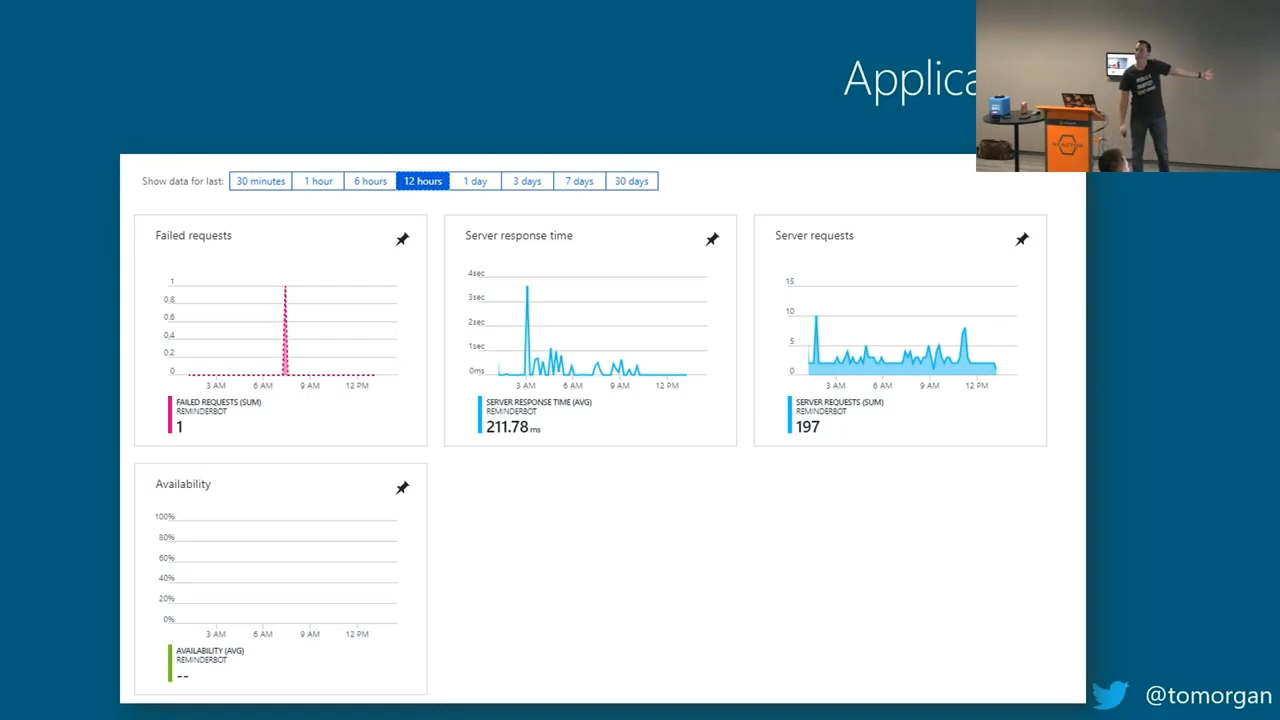 Applica
Show data for last: 30 minutes 1 hour 6 hours 12 hours 1 day 3 days 7 days 30 days
Failed requests
1
0.8
0.6
0.4
0.2
0
3 AM 6 AM 9 AM 12 PM
FAILED REQUESTS (SUM)
REMINDERBOT
1
Server response time
4sec
3sec
2sec
1sec
0ms
3 AM 6 AM 9 AM 12 PM
SERVER RESPONSE TIME (AVG)
REMINDERBOT
211.78 ms
Server requests
15
10
5
0
3 AM 6 AM 9 AM 12 PM
SERVER REQUESTS (SUM)
REMINDERBOT
197
Availability
100%
80%
60%
40%
20%
0%
3 AM 6 AM 9 AM 12 PM
AVAILABILITY (AVG)
REMINDERBOT
--
REACTOR
@tomorgan